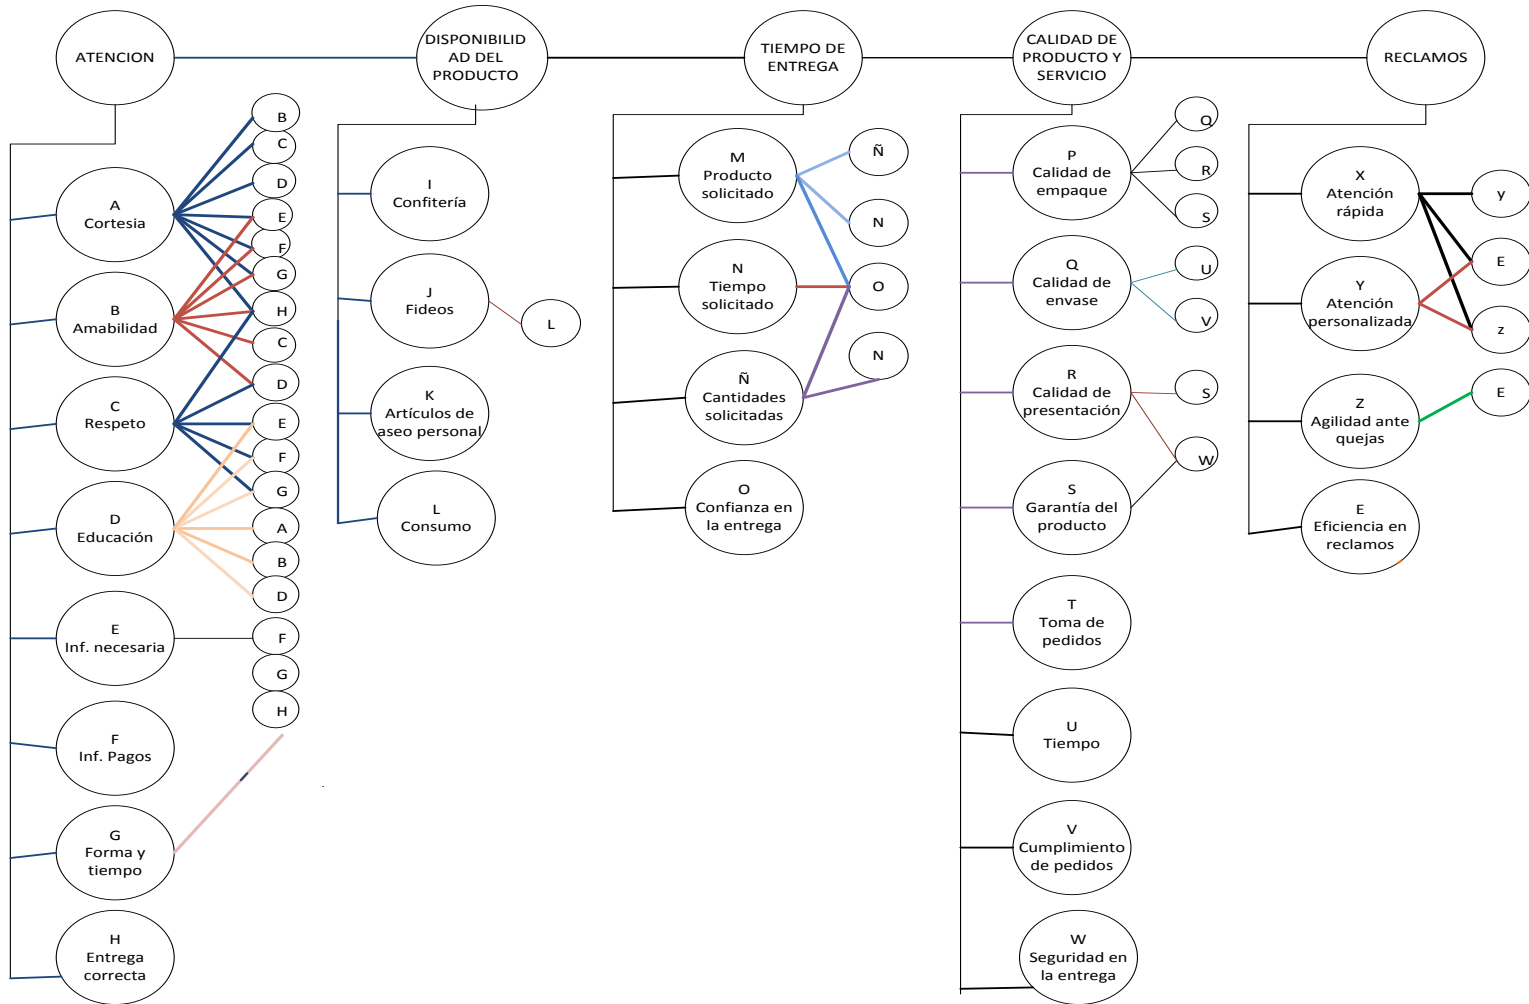 ATENCION
DISPONIBILID
AD DEL
PRODUCTO
TIEMPO DE
ENTREGA
CALIDAD DE
PRODUCTO Y
SERVICIO
RECLAMOS
A
Cortesia
B
Amabilidad
C
Respeto
D
Educación
E
Inf. necesaria
F
Inf. Pagos
G
Forma y
tiempo
H
Entrega
correcta
B
C
D
E
F
G
H
C
D
E
F
G
A
B
D
F
G
H
I
Confitería
J
Fideos
K
Artículos de
aseo personal
L
Consumo
L
M
Producto
solicitado
N
Tiempo
solicitado
Ñ
Cantidades
solicitadas
O
Confianza en
la entrega
Ñ
N
O
N
P
Calidad de
empaque
Q
Calidad de
envase
R
Calidad de
presentación
S
Garantía del
producto
T
Toma de
pedidos
U
Tiempo
V
Cumplimiento
de pedidos
W
Seguridad en
la entrega
Q
R
S
U
V
S
W
X
Atención
rápida
Y
Atención
personalizada
Z
Agilidad ante
quejas
E
Eficiencia en
reclamos
y
E
z
E